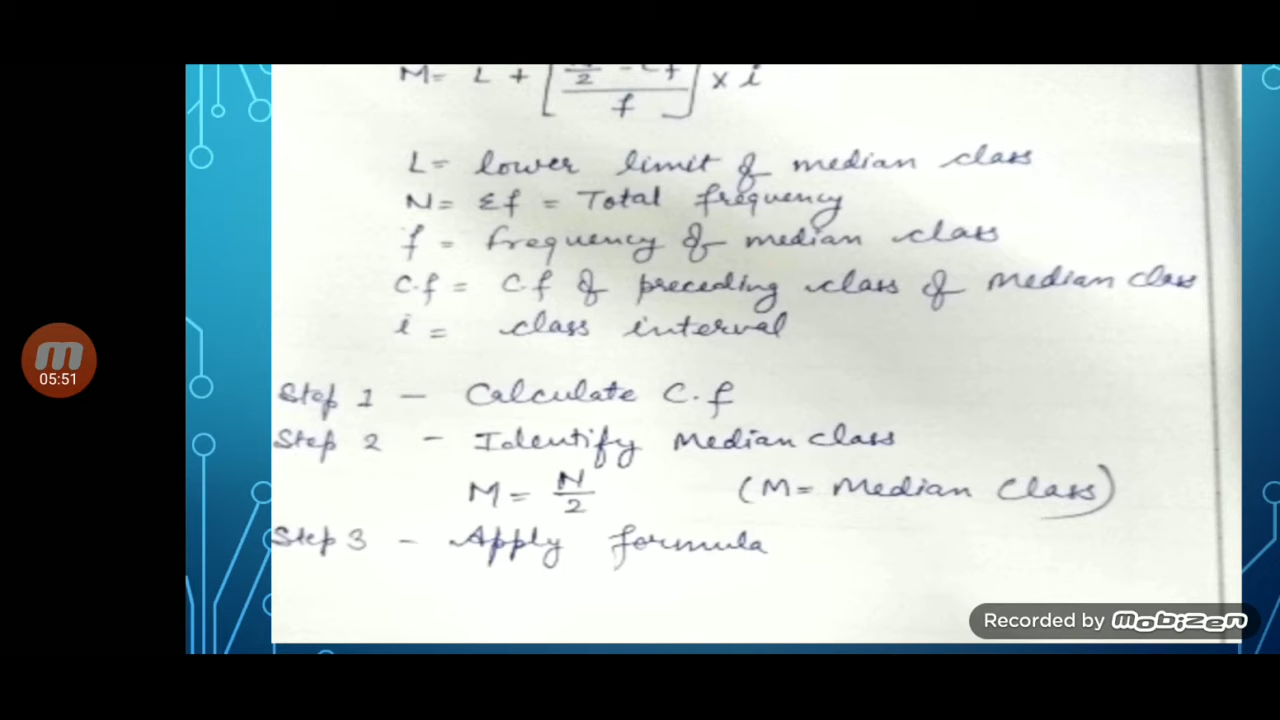 M= L + [N/2 - Cf / f] × i
L= lower limit of median class
N= Σf = Total frequency
f = frequency of median class
C.f = C.f of preceding class of Median class
i = class interval
Step 1 – Calculate C.f
Step 2 – Identify Median class
M = N/2 (M= Median Class)
Step 3 – Apply formula
05:51
Recorded by mobizen